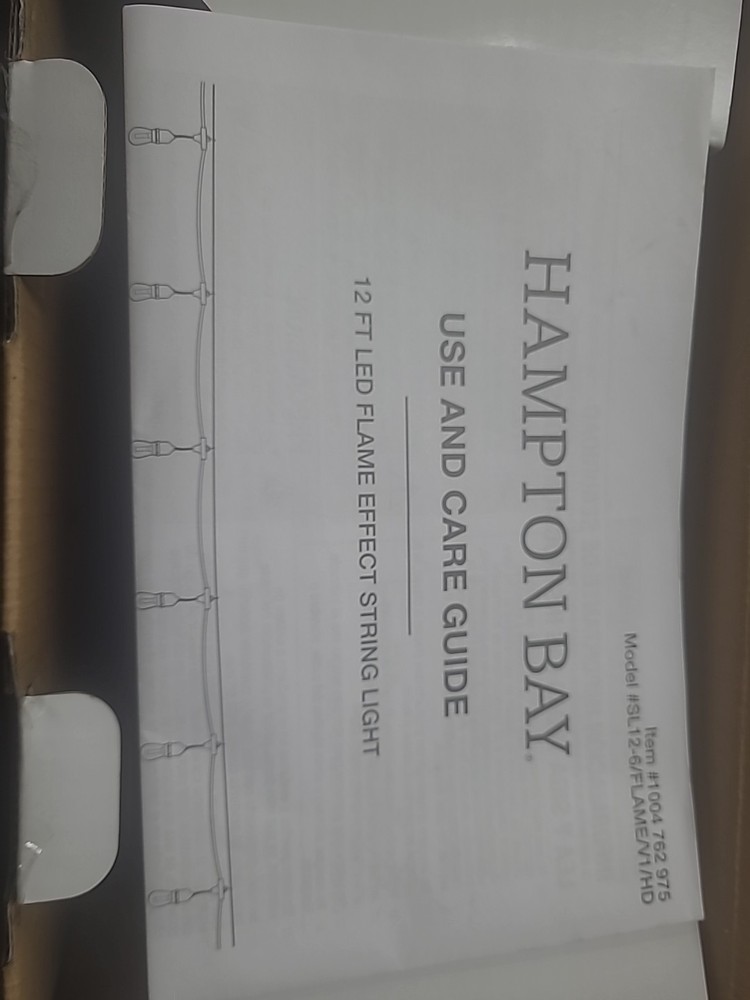 Item #1004 762 975
Model #SL12-6/FLAME/V1/HD
HAMPTON BAY®
USE AND CARE GUIDE
12 FT LED FLAME EFFECT STRING LIGHT